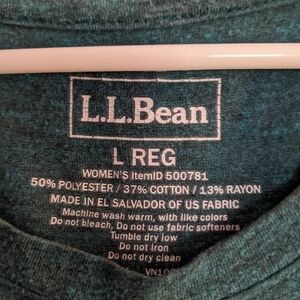 L.L.Bean
L REG
WOMEN'S ItemID 500781
50% POLYESTER / 37% COTTON / 13% RAYON
MADE IN EL SALVADOR OF US FABRIC
Machine wash warm, with like colors
Do not bleach, Do not use fabric softeners
Tumble dry low
Do not iron
Do not dry clean